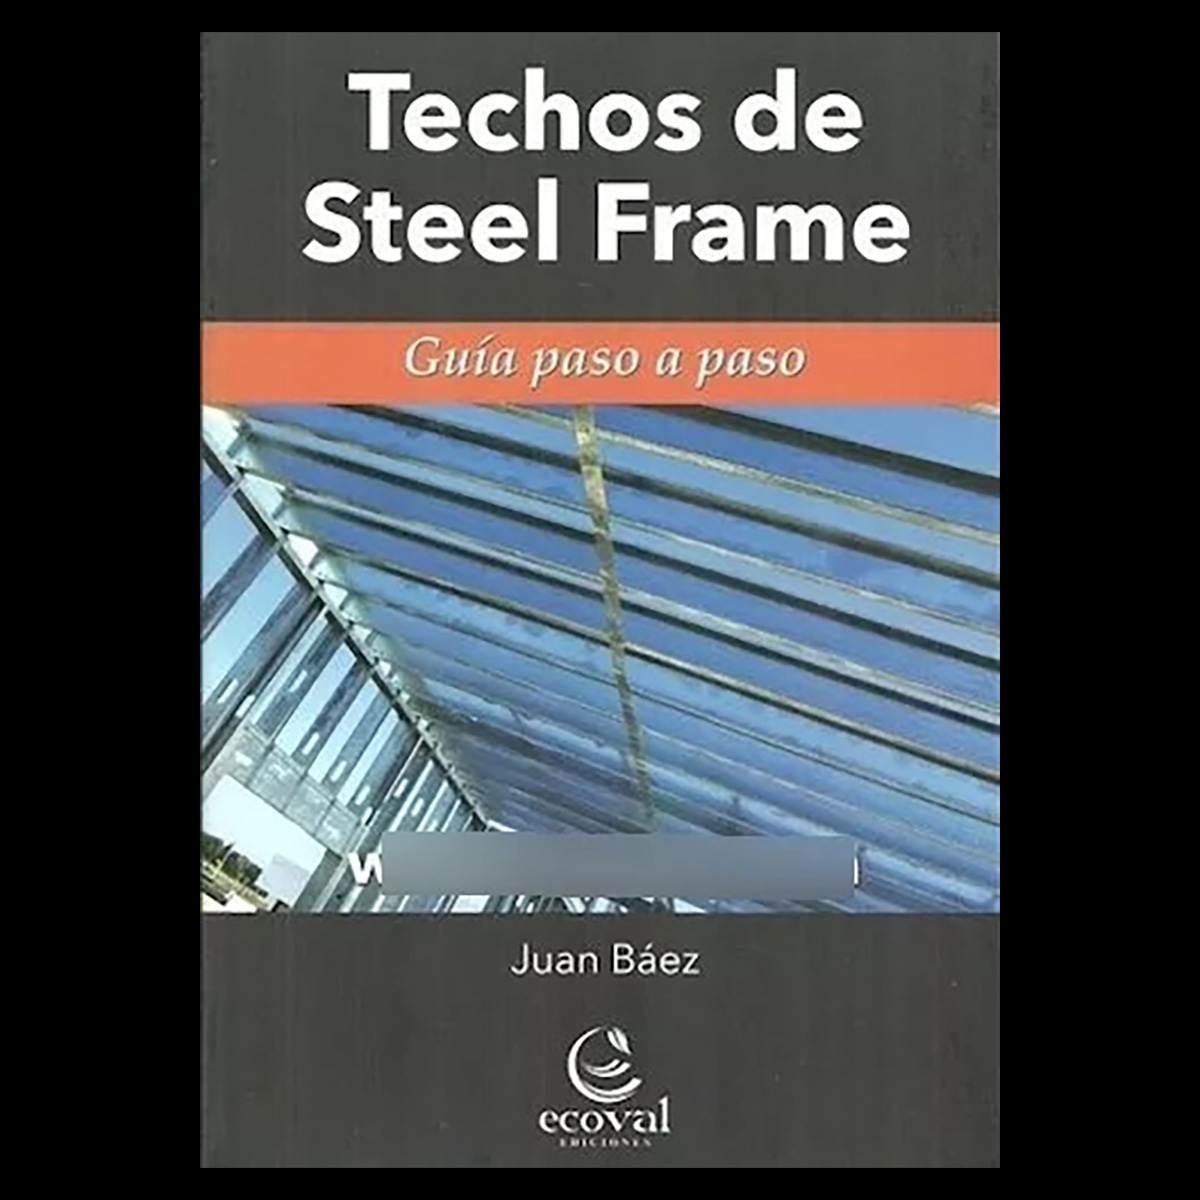 Techos de
Steel Frame
Guía paso a paso
Juan Báez
ecoval
EDICIONES